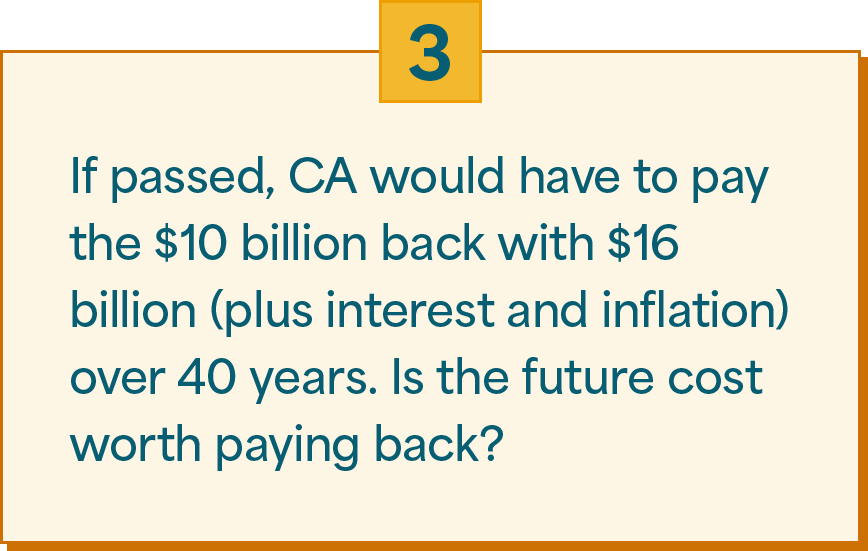 3
If passed, CA would have to pay
the $10 billion back with $16
billion (plus interest and inflation)
over 40 years. Is the future cost
worth paying back?